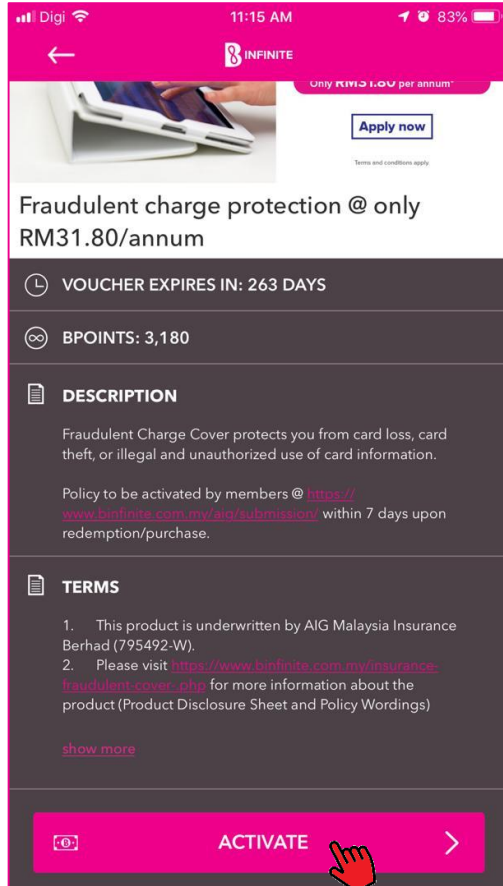 Digi 11:15 AM 83%
B INFINITE
Only RM31.80 per annum*
Apply now
Terms and conditions apply.
Fraudulent charge protection @ only
RM31.80/annum
VOUCHER EXPIRES IN: 263 DAYS
BPOINTS: 3,180
DESCRIPTION
Fraudulent Charge Cover protects you from card loss, card
theft, or illegal and unauthorized use of card information.
Policy to be activated by members @ https://
www.binfinite.com.my/aig/submission/ within 7 days upon
redemption/purchase.
TERMS
1. This product is underwritten by AIG Malaysia Insurance
Berhad (795492-W).
2. Please visit https://www.binfinite.com.my/insurance-
fraudulent-cover-.php for more information about the
product (Product Disclosure Sheet and Policy Wordings)
show more
ACTIVATE